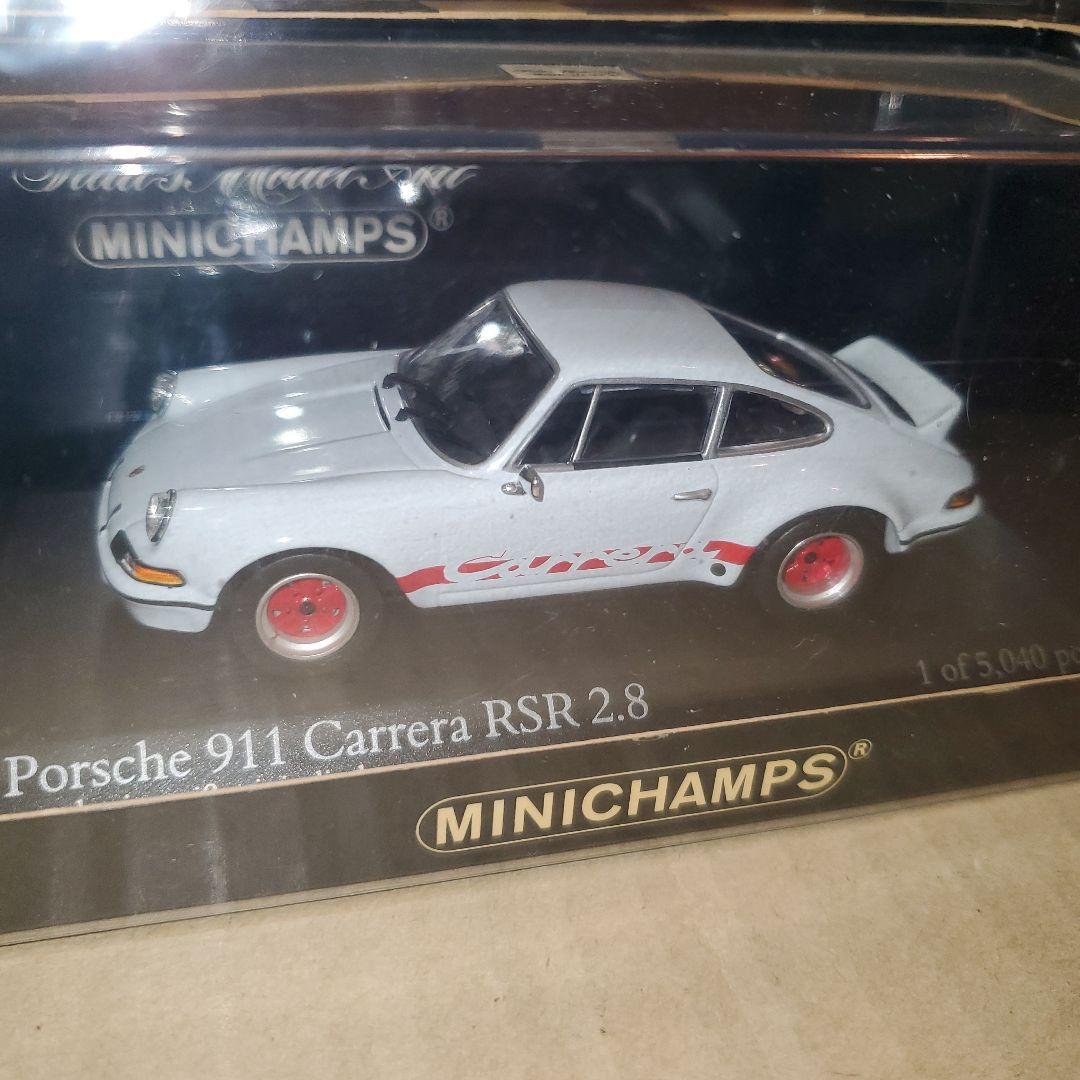 MINICHAMPS®
Carrera
1 of 5,040
Porsche 911 Carrera RSR 2.8
MINICHAMPS®